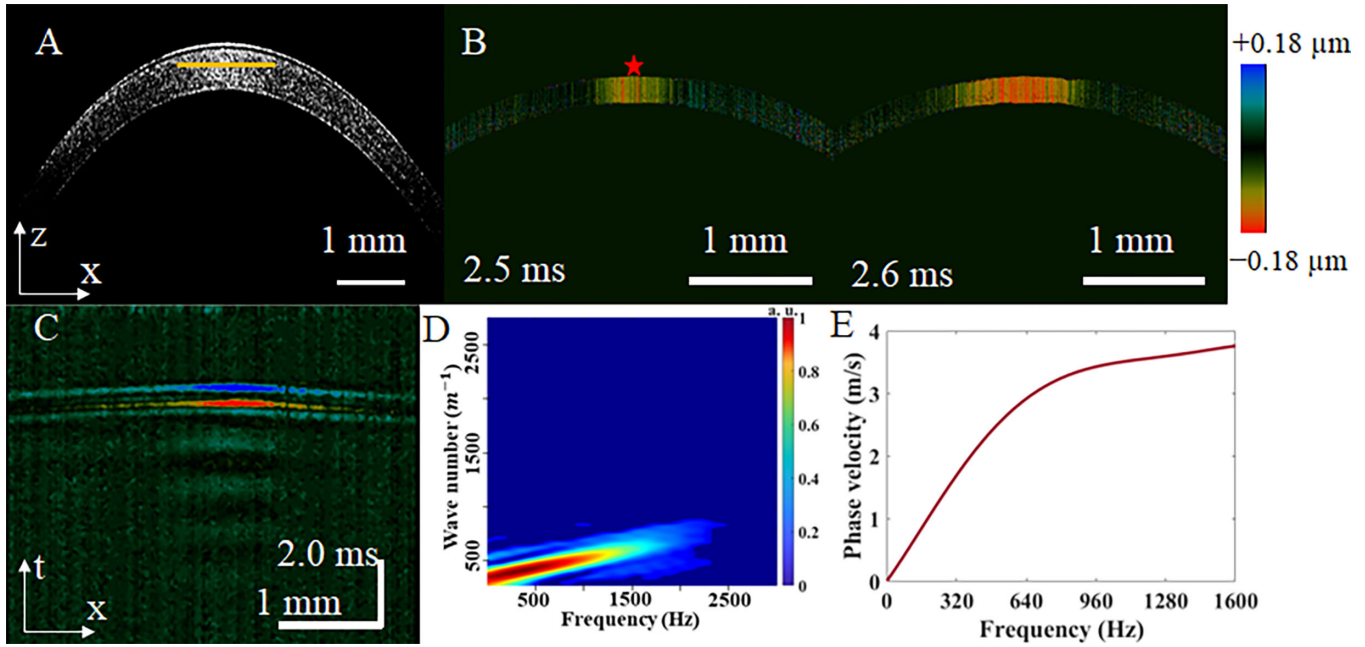 A
z
x
1 mm
B
2.5 ms
1 mm
2.6 ms
1 mm
+0.18 µm
−0.18 µm
C
t
x
2.0 ms
1 mm
D
a. u.
1
0.8
0.6
0.4
0.2
0
Wave number (m⁻¹)
2500
1500
500
500 1500 2500
Frequency (Hz)
E
Phase velocity (m/s)
4
3
2
1
0
0 320 640 960 1280 1600
Frequency (Hz)